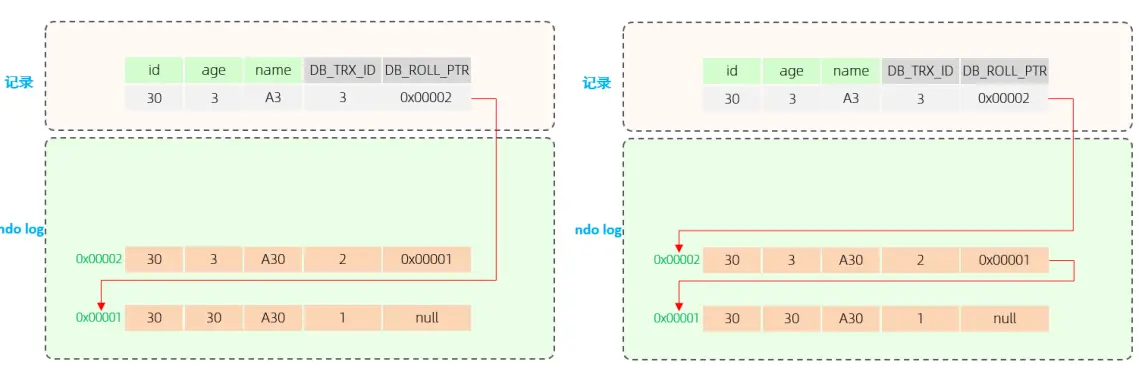 id age name DB_TRX_ID DB_ROLL_PTR
记录
30 3 A3 3 0x00002
ndo log
0x00002 30 3 A30 2 0x00001
0x00001 30 30 A30 1 null
id age name DB_TRX_ID DB_ROLL_PTR
记录
30 3 A3 3 0x00002
ndo log
0x00002 30 3 A30 2 0x00001
0x00001 30 30 A30 1 null